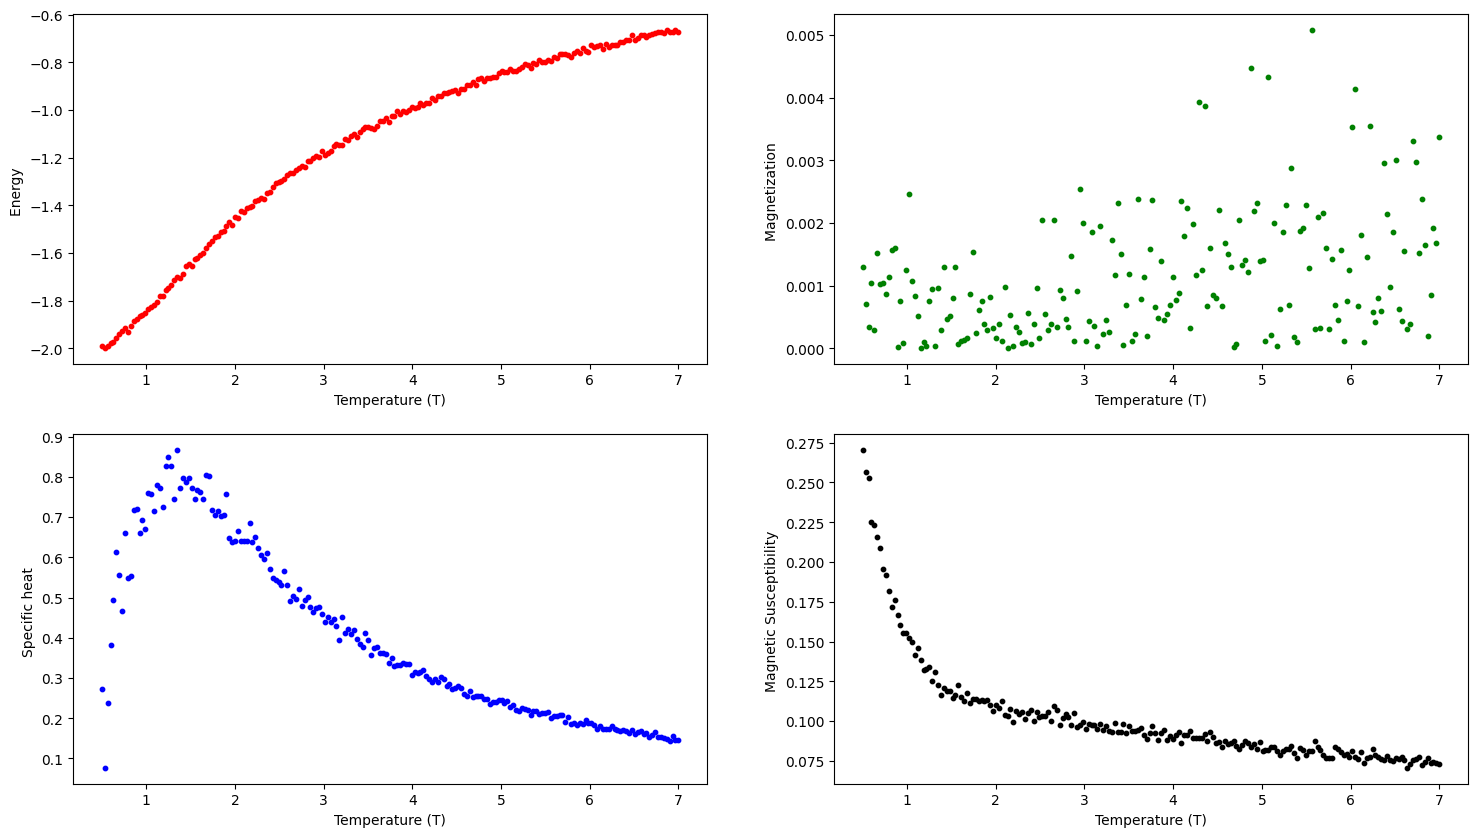 −0.6
−0.8
−1.0
−1.2
−1.4
−1.6
−1.8
−2.0
Energy
1 2 3 4 5 6 7
Temperature (T)
0.005
0.004
0.003
0.002
0.001
0.000
Magnetization
1 2 3 4 5 6 7
Temperature (T)
0.9
0.8
0.7
0.6
0.5
0.4
0.3
0.2
0.1
Specific heat
1 2 3 4 5 6 7
Temperature (T)
0.275
0.250
0.225
0.200
0.175
0.150
0.125
0.100
0.075
Magnetic Susceptibility
1 2 3 4 5 6 7
Temperature (T)